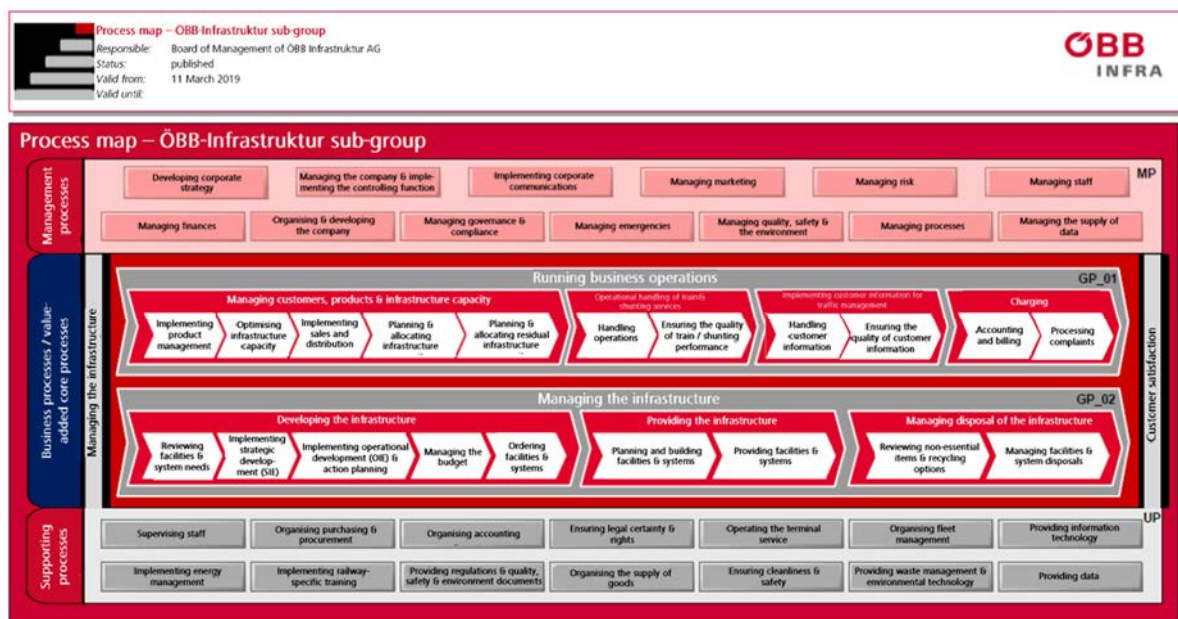 Process map – ÖBB-Infrastruktur sub-group
Responsible: Board of Management of ÖBB Infrastruktur AG
Status: published
Valid from: 11 March 2019
Valid until:
ÖBB
INFRA
Process map – ÖBB-Infrastruktur sub-group
Management
processes
MP
Developing corporate
strategy
Managing the company & imple-
menting the controlling function
Implementing corporate
communications
Managing marketing
Managing risk
Managing staff
Managing finances
Organising & developing
the company
Managing governance &
compliance
Managing emergencies
Managing quality, safety &
the environment
Managing processes
Managing the supply of
data
Business processes / value-
added core processes
Managing the infrastructure
Running business operations
GP_01
Managing customers, products & infrastructure capacity
Implementing
product
management
Optimising
infrastructure
capacity
Implementing
sales and
distribution
Planning &
allocating
infrastructure
Planning &
allocating residual
infrastructure
Operational handling of train&
shunting services
Handling
operations
Ensuring the quality
of train / shunting
performance
Implementing customer information for
traffic management
Handling
customer
information
Ensuring the
quality of customer
information
Charging
Accounting
and billing
Processing
complaints
Managing the infrastructure
GP_02
Developing the infrastructure
Reviewing
facilities &
system needs
Implementing
strategic
develop-
ment (SIE)
Implementing operational
development (OIE) &
action planning
Managing the
budget
Ordering
facilities &
systems
Providing the infrastructure
Planning and building
facilities & systems
Providing facilities &
systems
Managing disposal of the infrastructure
Reviewing non-essential
items & recycling
options
Managing facilities &
system disposals
Customer satisfaction
Supporting
processes
UP
Supervising staff
Organising purchasing &
procurement
Organising accounting
Ensuring legal certainty &
rights
Operating the terminal
service
Organising fleet
management
Providing information
technology
Implementing energy
management
Implementing railway-
specific training
Providing regulations & quality,
safety & environment documents
Organising the supply of
goods
Ensuring cleanliness &
safety
Providing waste management &
environmental technology
Providing data